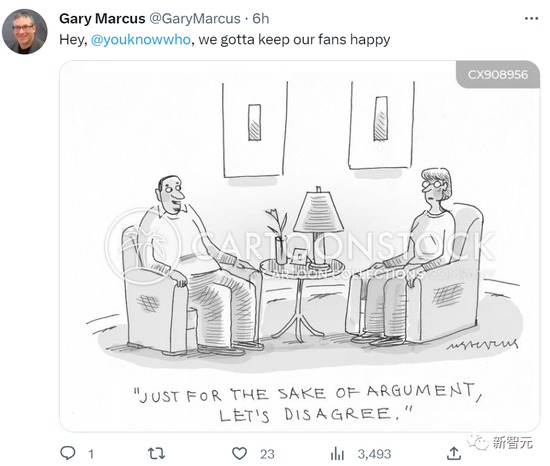 Gary Marcus @GaryMarcus · 6h
Hey, @youknowwho, we gotta keep our fans happy
CX908956
CARTOONSTOCK
"JUST FOR THE SAKE OF ARGUMENT,
LET'S DISAGREE."
1
23
3,493
新智元